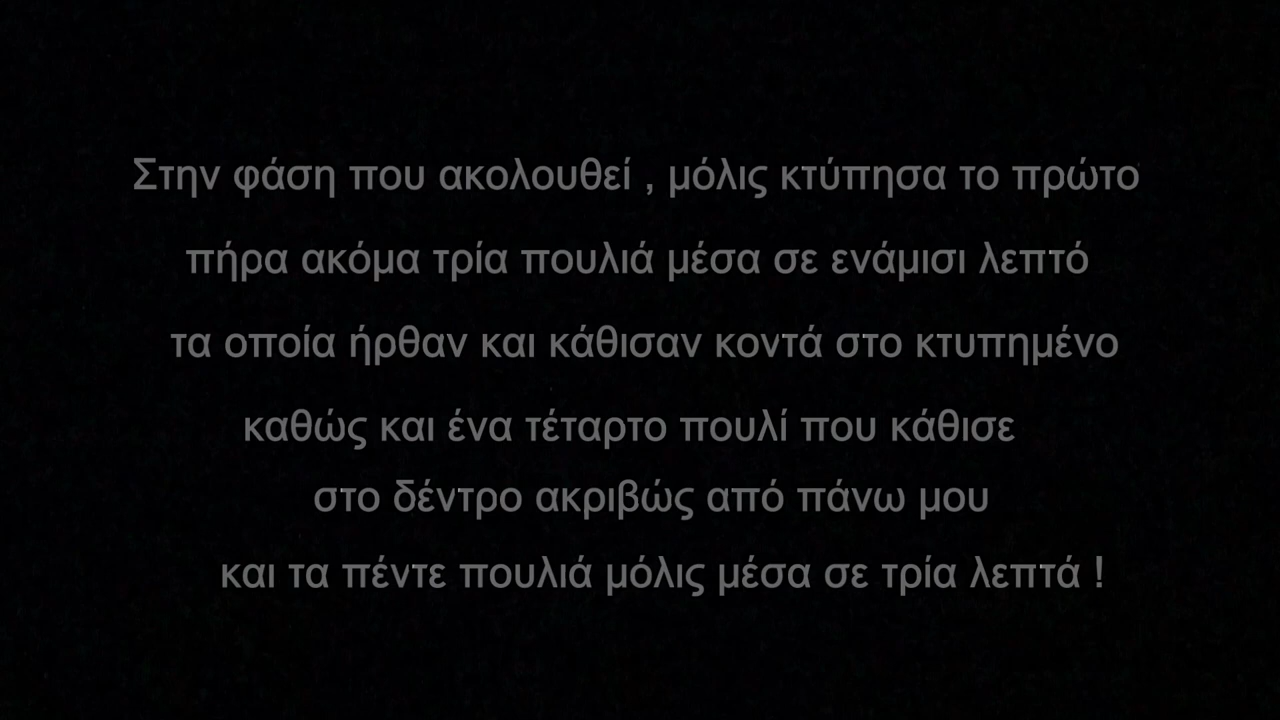 Στην φάση που ακολουθεί , μόλις κτύπησα το πρώτο
πήρα ακόμα τρία πουλιά μέσα σε ενάμισι λεπτό
τα οποία ήρθαν και κάθισαν κοντά στο κτυπημένο
καθώς και ένα τέταρτο πουλί που κάθισε
στο δέντρο ακριβώς από πάνω μου
και τα πέντε πουλιά μόλις μέσα σε τρία λεπτά !